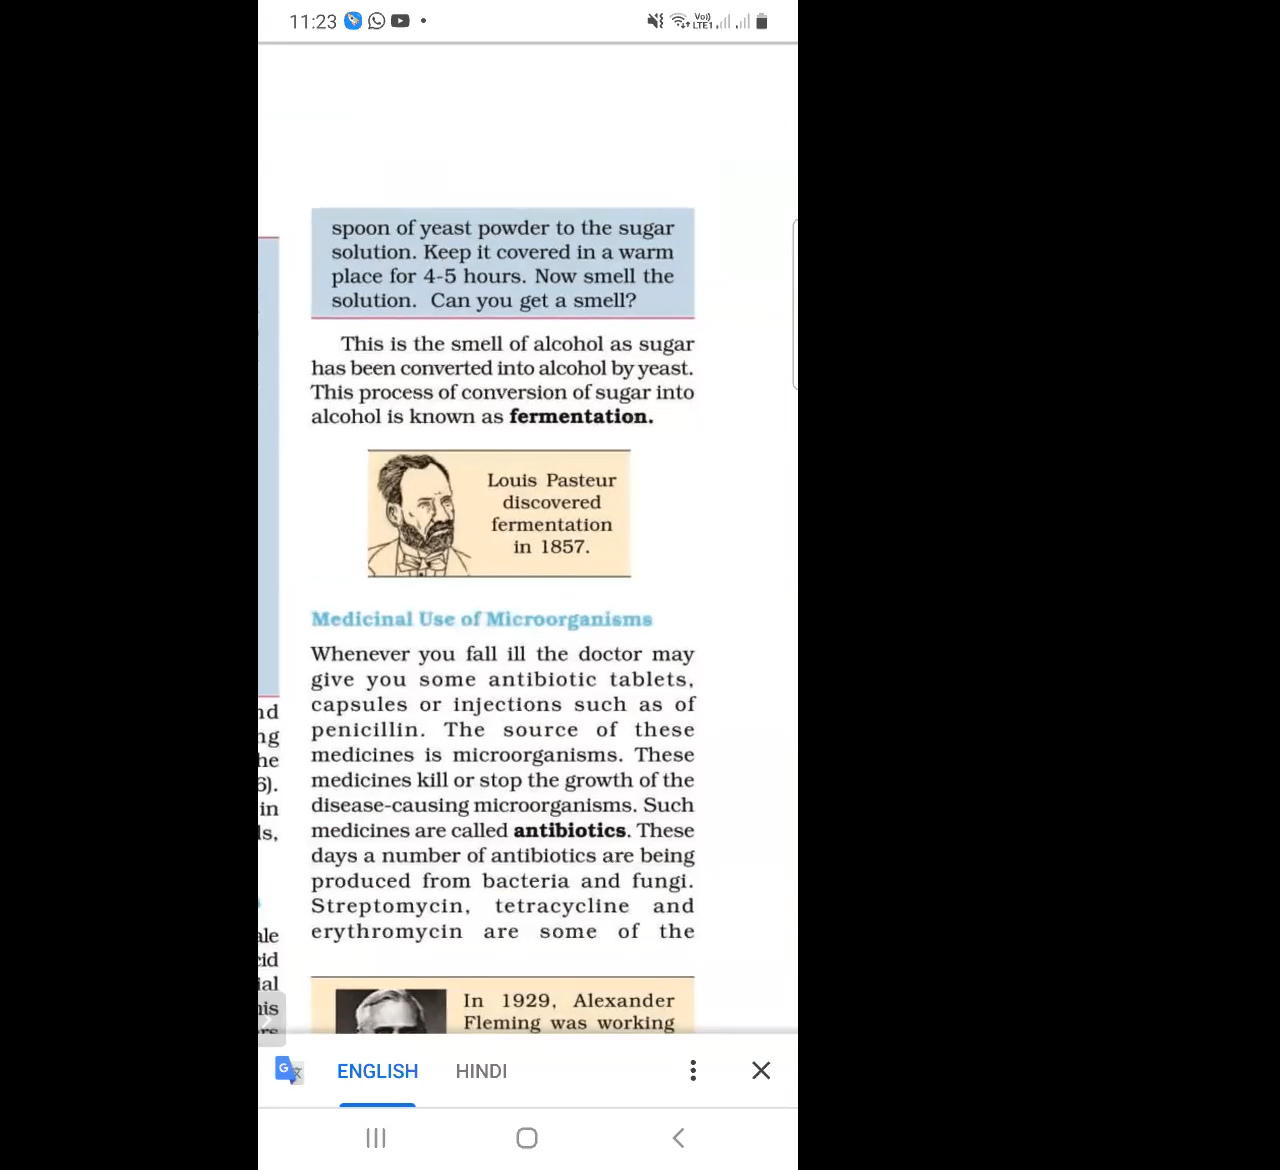 11:23
Vo))
LTE1
spoon of yeast powder to the sugar
solution. Keep it covered in a warm
place for 4-5 hours. Now smell the
solution. Can you get a smell?
This is the smell of alcohol as sugar
has been converted into alcohol by yeast.
This process of conversion of sugar into
alcohol is known as fermentation.
Louis Pasteur
discovered
fermentation
in 1857.
Medicinal Use of Microorganisms
Whenever you fall ill the doctor may
give you some antibiotic tablets,
capsules or injections such as of
penicillin. The source of these
medicines is microorganisms. These
medicines kill or stop the growth of the
disease-causing microorganisms. Such
medicines are called antibiotics. These
days a number of antibiotics are being
produced from bacteria and fungi.
Streptomycin, tetracycline and
erythromycin are some of the
In 1929, Alexander
Fleming was working
ENGLISH HINDI